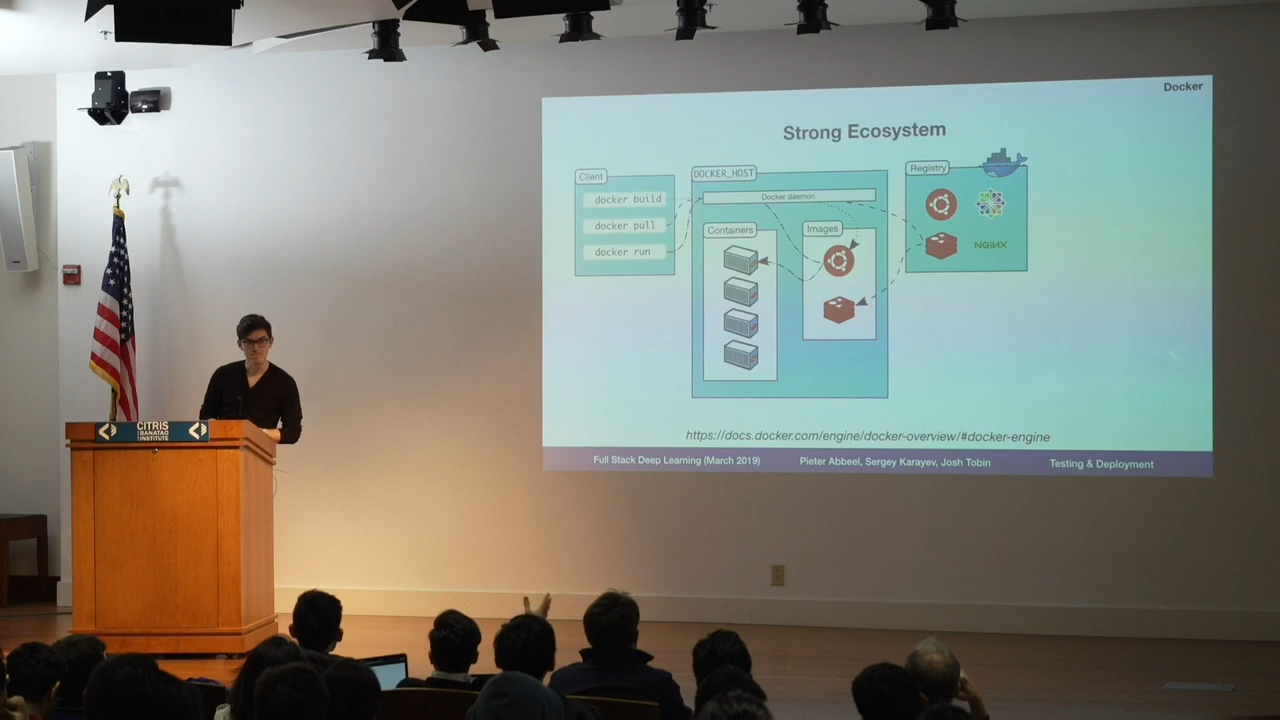 Docker
Strong Ecosystem
Client
docker build
docker pull
docker run
DOCKER_HOST
Docker daemon
Containers
Images
Registry
NGINX
https://docs.docker.com/engine/docker-overview/#docker-engine
Full Stack Deep Learning (March 2019)
Pieter Abbeel, Sergey Karayev, Josh Tobin
Testing & Deployment
CITRIS
BANATAO
INSTITUTE